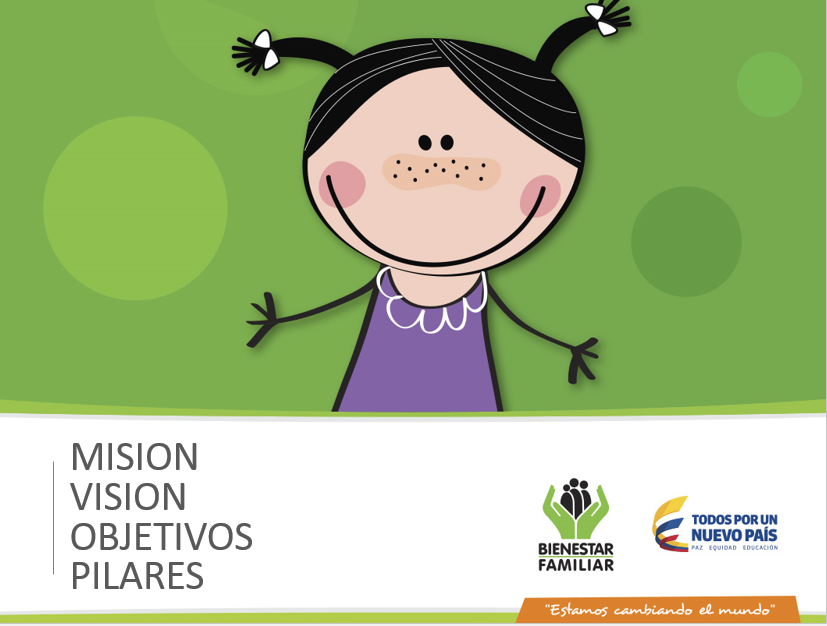 MISION
VISION
OBJETIVOS
PILARES
BIENESTAR
FAMILIAR
TODOS POR UN
NUEVO PAÍS
PAZ EQUIDAD EDUCACIÓN
"Estamos cambiando el mundo"